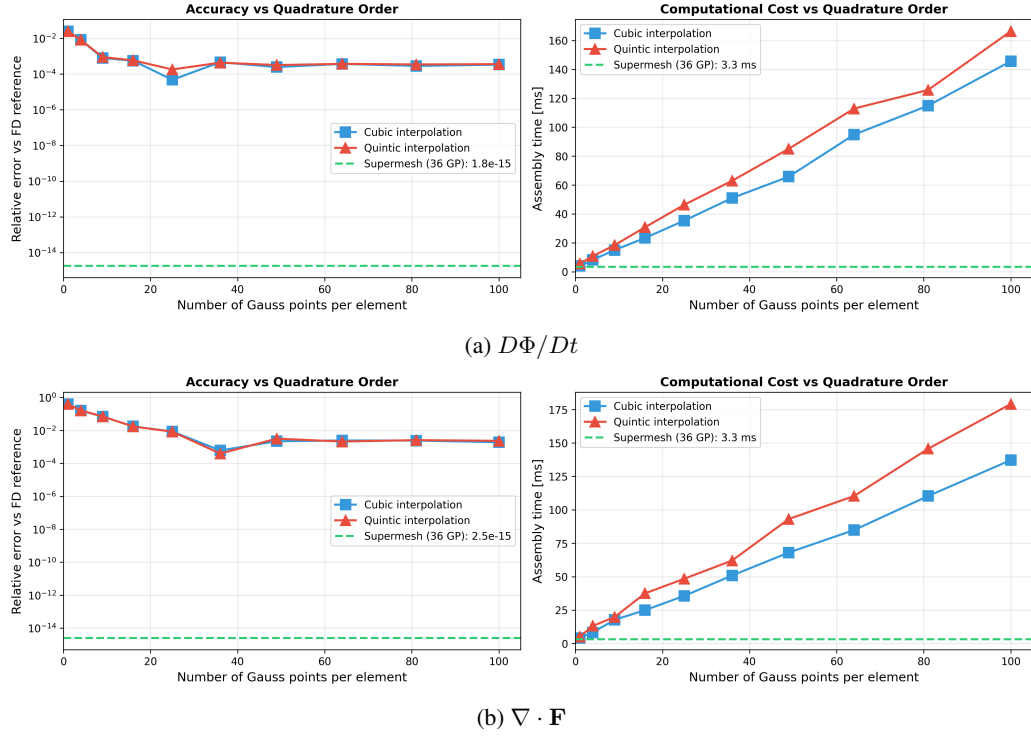 Accuracy vs Quadrature Order
Relative error vs FD reference
10⁻²
10⁻⁴
10⁻⁶
10⁻⁸
10⁻¹⁰
10⁻¹²
10⁻¹⁴
Cubic interpolation
Quintic interpolation
Supermesh (36 GP): 1.8e-15
0 20 40 60 80 100
Number of Gauss points per element
Computational Cost vs Quadrature Order
Assembly time [ms]
160
140
120
100
80
60
40
20
0
Cubic interpolation
Quintic interpolation
Supermesh (36 GP): 3.3 ms
0 20 40 60 80 100
Number of Gauss points per element
(a) DΦ/Dt
Accuracy vs Quadrature Order
Relative error vs FD reference
10⁰
10⁻²
10⁻⁴
10⁻⁶
10⁻⁸
10⁻¹⁰
10⁻¹²
10⁻¹⁴
Cubic interpolation
Quintic interpolation
Supermesh (36 GP): 2.5e-15
0 20 40 60 80 100
Number of Gauss points per element
Computational Cost vs Quadrature Order
Assembly time [ms]
175
150
125
100
75
50
25
0
Cubic interpolation
Quintic interpolation
Supermesh (36 GP): 3.3 ms
0 20 40 60 80 100
Number of Gauss points per element
(b) ∇ · F